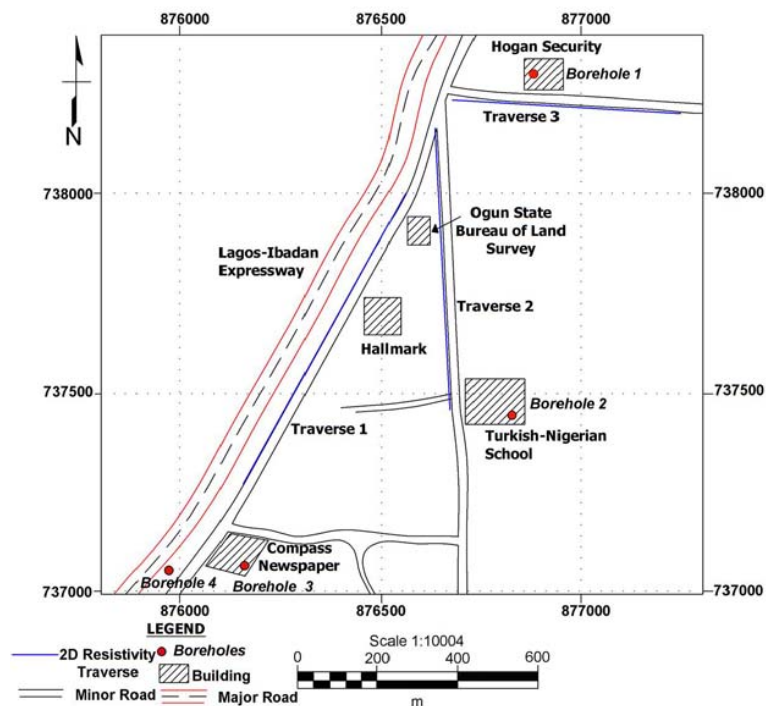 876000
876500
877000
Hogan Security
Borehole 1
N
Traverse 3
738000
738000
Ogun State
Bureau of Land
Survey
Lagos-Ibadan
Expressway
Traverse 2
Hallmark
737500
737500
Borehole 2
Traverse 1
Turkish-Nigerian
School
Compass
Newspaper
737000
737000
Borehole 4
Borehole 3
876000
876500
877000
LEGEND
2D Resistivity
Traverse
Boreholes
Building
Minor Road
Major Road
Scale 1:10004
0
200
400
600
m